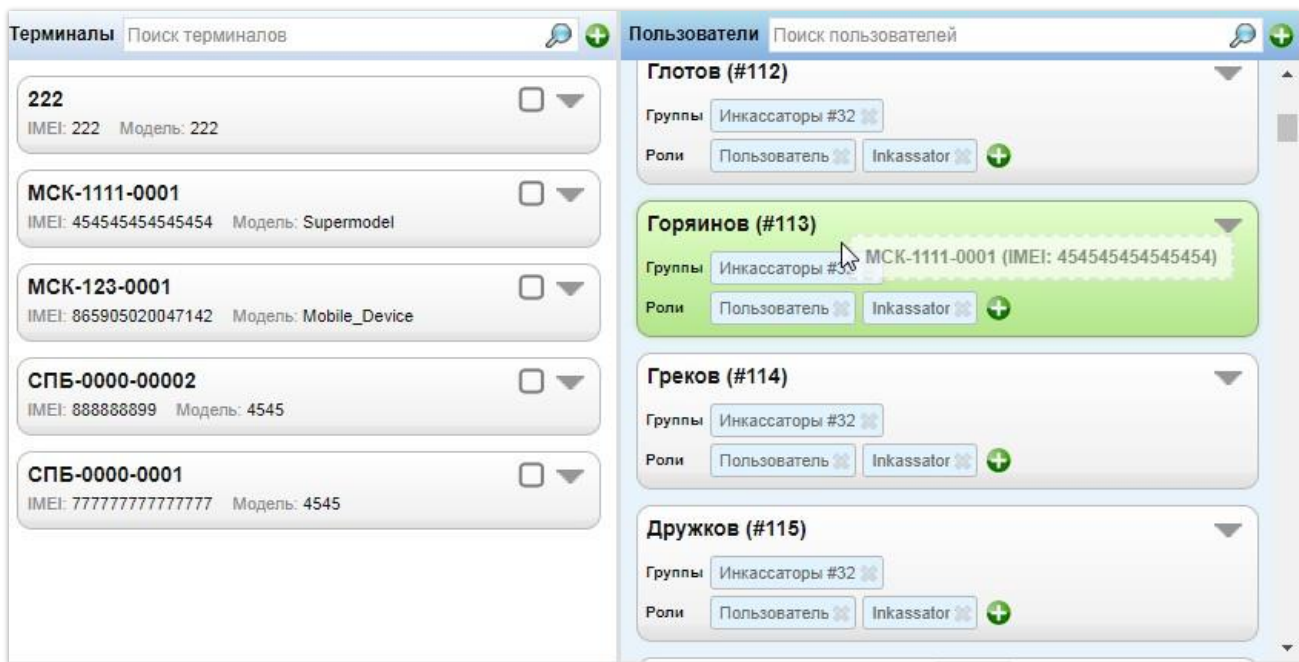 Терминалы Поиск терминалов
222
IMEI: 222 Модель: 222
МСК-1111-0001
IMEI: 454545454545454 Модель: Supermodel
МСК-123-0001
IMEI: 865905020047142 Модель: Mobile_Device
СПБ-0000-00002
IMEI: 888888899 Модель: 4545
СПБ-0000-0001
IMEI: 777777777777777 Модель: 4545
Пользователи Поиск пользователей
Глотов (#112)
Группы Инкассаторы #32
Роли Пользователь Inkassator
Горяинов (#113)
МСК-1111-0001 (IMEI: 454545454545454)
Группы Инкассаторы #32
Роли Пользователь Inkassator
Греков (#114)
Группы Инкассаторы #32
Роли Пользователь Inkassator
Дружков (#115)
Группы Инкассаторы #32
Роли Пользователь Inkassator